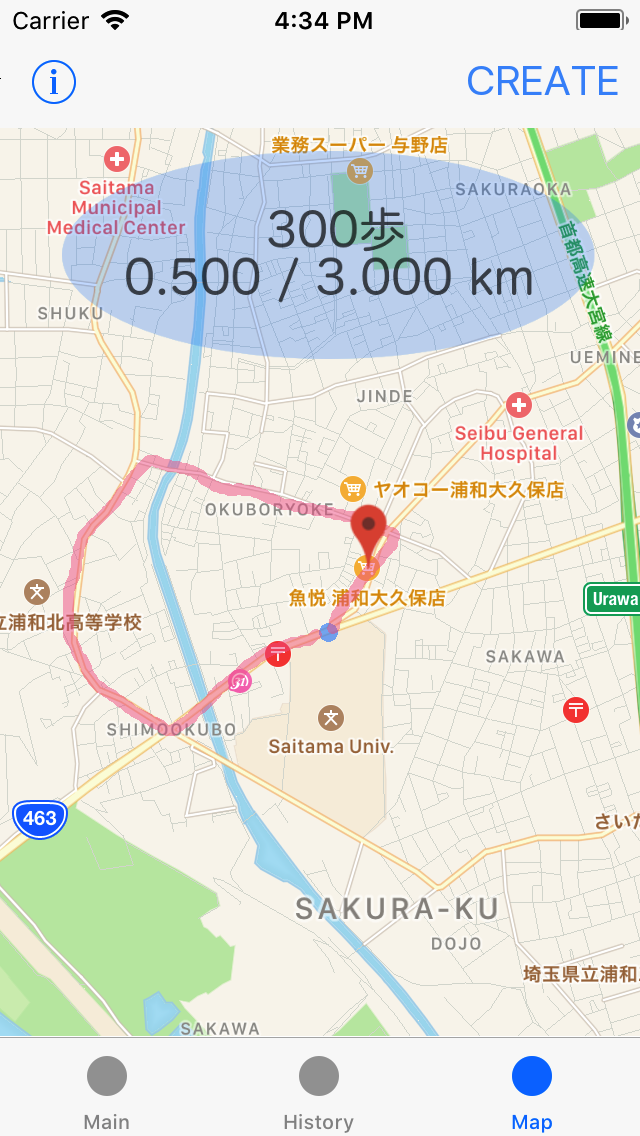 Carrier
4:34 PM
i
CREATE
業務スーパー 与野店
Saitama
Municipal
Medical Center
SAKURAOKA
300歩
0.500 / 3.000 km
首都高速大宮線
SHUKU
UEMINE
JINDE
Seibu General
Hospital
ヤオコー浦和大久保店
OKUBORYOKE
魚悦 浦和大久保店
Urawa
立浦和北高等学校
SAKAWA
SHIMOOKUBO
Saitama Univ.
463
さいた
SAKURA-KU
DOJO
埼玉県立浦和
SAKAWA
Main
History
Map